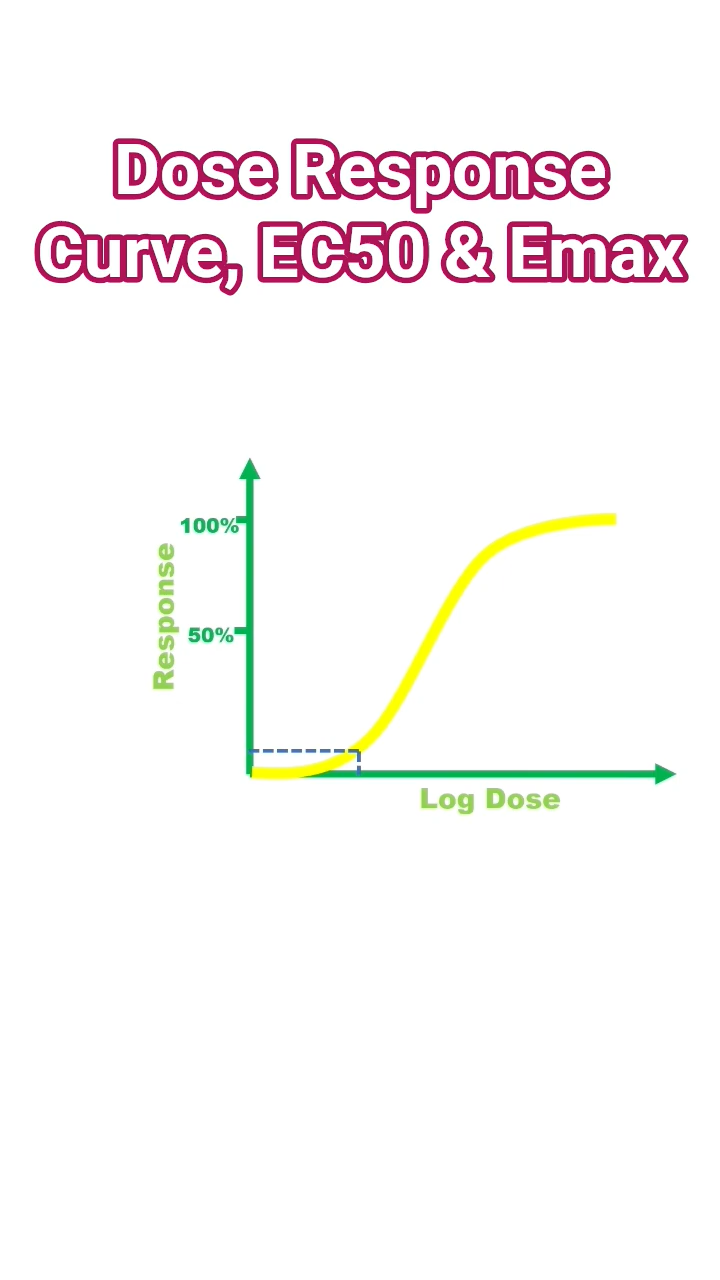 Dose Response
Curve, EC50 & Emax
100%
Response
50%
Log Dose